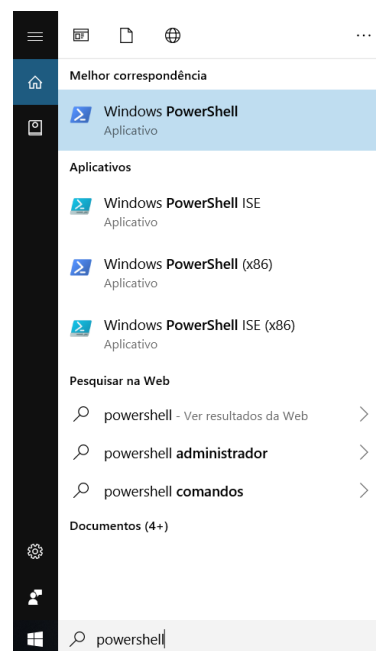 Melhor correspondência
Windows PowerShell
Aplicativo
Aplicativos
Windows PowerShell ISE
Aplicativo
Windows PowerShell (x86)
Aplicativo
Windows PowerShell ISE (x86)
Aplicativo
Pesquisar na Web
powershell - Ver resultados da Web
powershell administrador
powershell comandos
Documentos (4+)
powershell